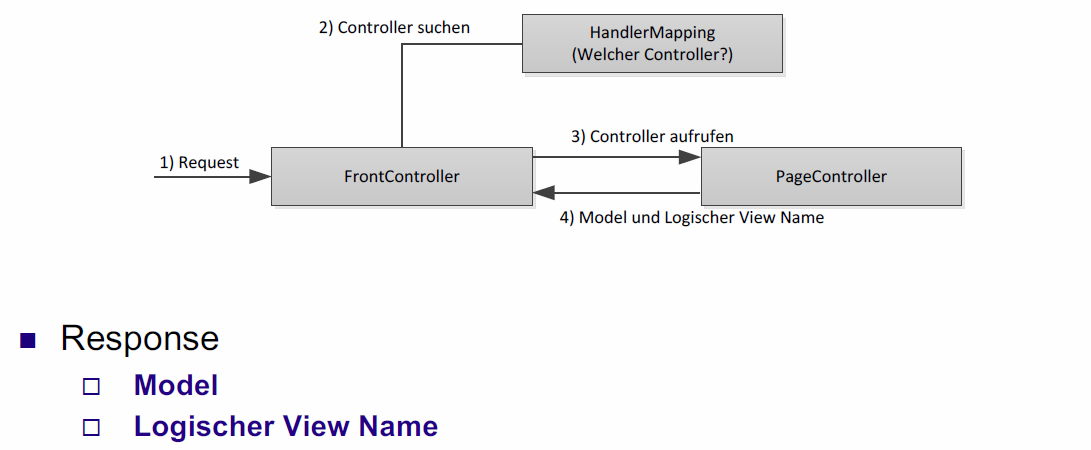 2) Controller suchen
HandlerMapping
(Welcher Controller?)
1) Request
FrontController
3) Controller aufrufen
PageController
4) Model und Logischer View Name
Response
Model
Logischer View Name